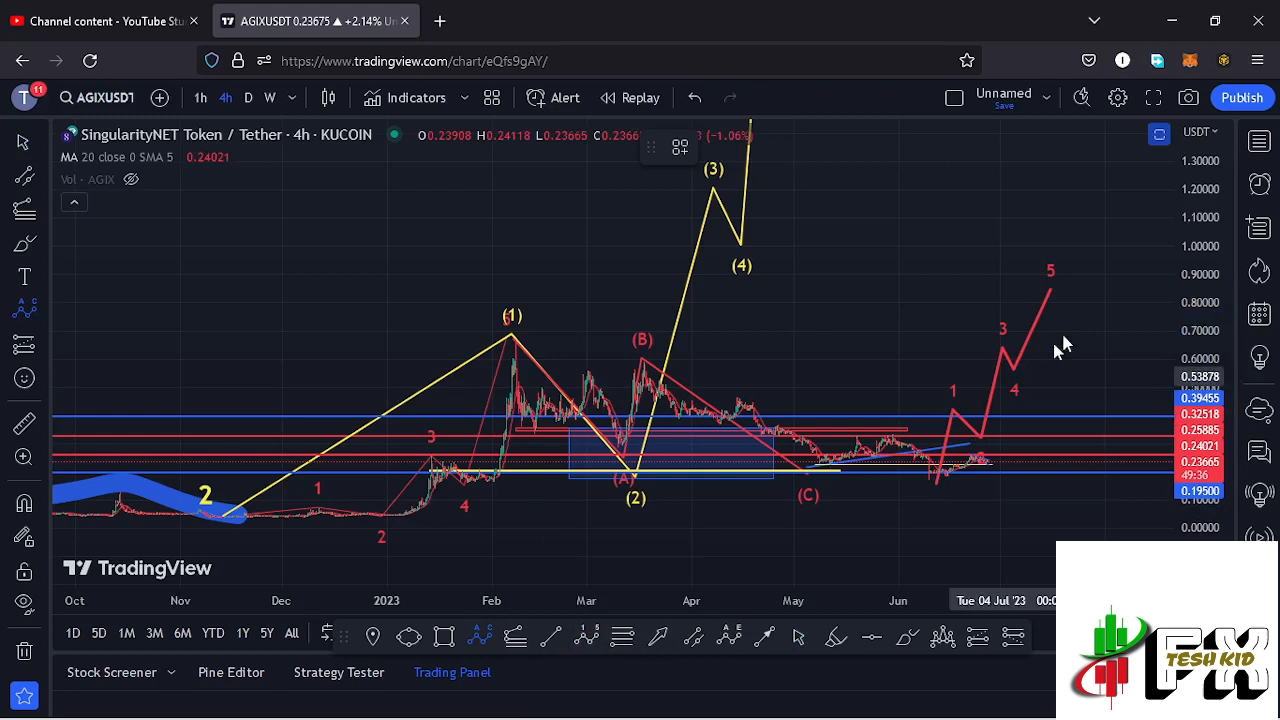 Channel content - YouTube Stu
AGIXUSDT 0.23675 ▲ +2.14% Un
https://www.tradingview.com/chart/eQfs9gAY/
T 11 AGIXUSDT 1h 4h D W Indicators Alert Replay Unnamed Save Publish
SingularityNET Token / Tether · 4h · KUCOIN O0.23908 H0.24118 L0.23665 (−1.06%) USDT
MA 20 close 0 SMA 5 0.24021
Vol · AGIX
1.30000
(3)
1.20000
1.10000
1.00000
(4)
0.90000
5
0.80000
(1)
0.70000
3
(B)
0.60000
0.53878
1
4
0.39455
0.32518
3
0.25885
0.24021
0.23665
49:36
(A)
0.19500
2
1
(2)
(C)
4
0.10000
0.00000
2
TradingView
Oct Nov Dec 2023 Feb Mar Apr May Jun Tue 04 Jul '23
1D 5D 1M 3M 6M YTD 1Y 5Y All
Stock Screener Pine Editor Strategy Tester Trading Panel
FX
TESH KID